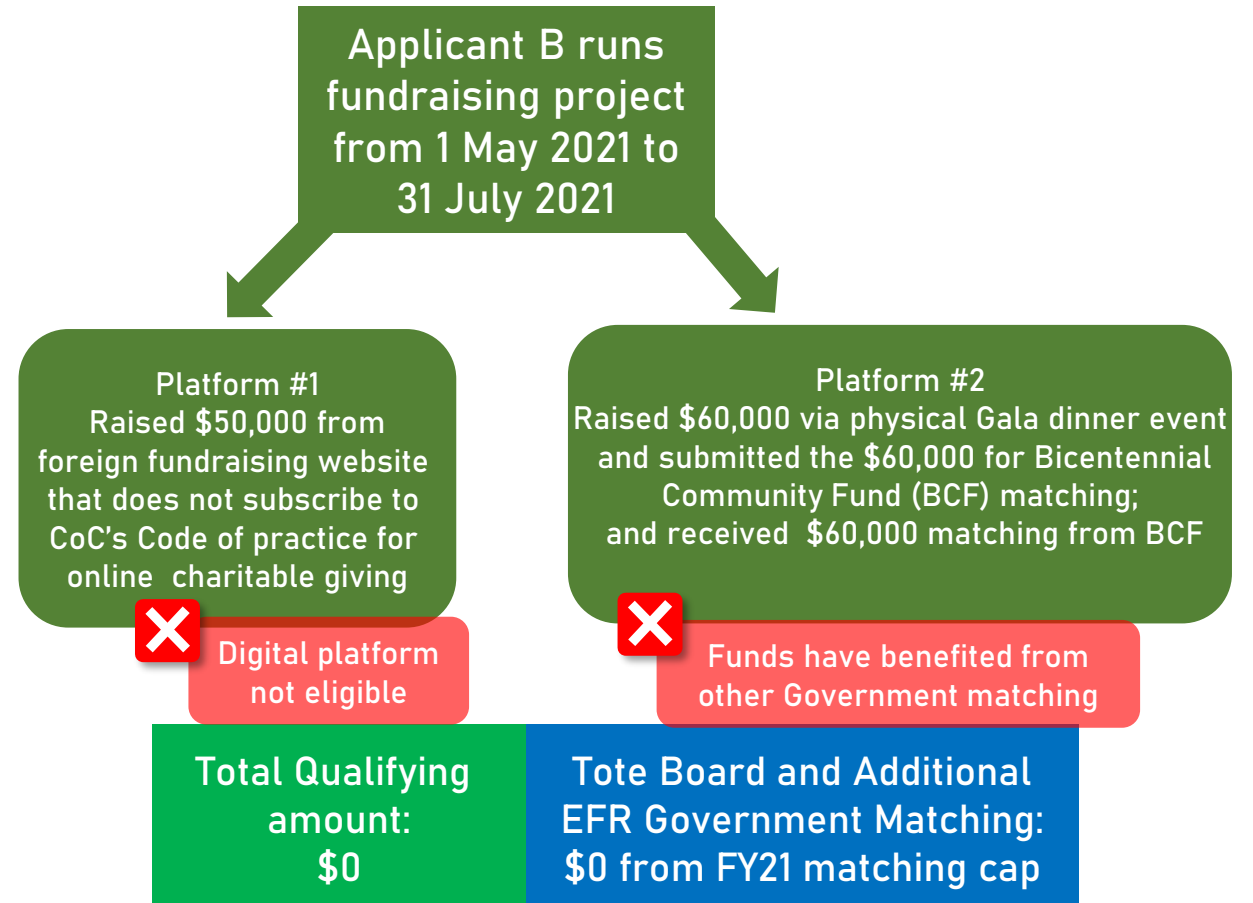 Applicant B runs
fundraising project
from 1 May 2021 to
31 July 2021
Platform #1
Raised $50,000 from
foreign fundraising website
that does not subscribe to
CoC's Code of practice for
online charitable giving
Digital platform
not eligible
Platform #2
Raised $60,000 via physical Gala dinner event
and submitted the $60,000 for Bicentennial
Community Fund (BCF) matching;
and received $60,000 matching from BCF
Funds have benefited from
other Government matching
Total Qualifying
amount:
$0
Tote Board and Additional
EFR Government Matching:
$0 from FY21 matching cap